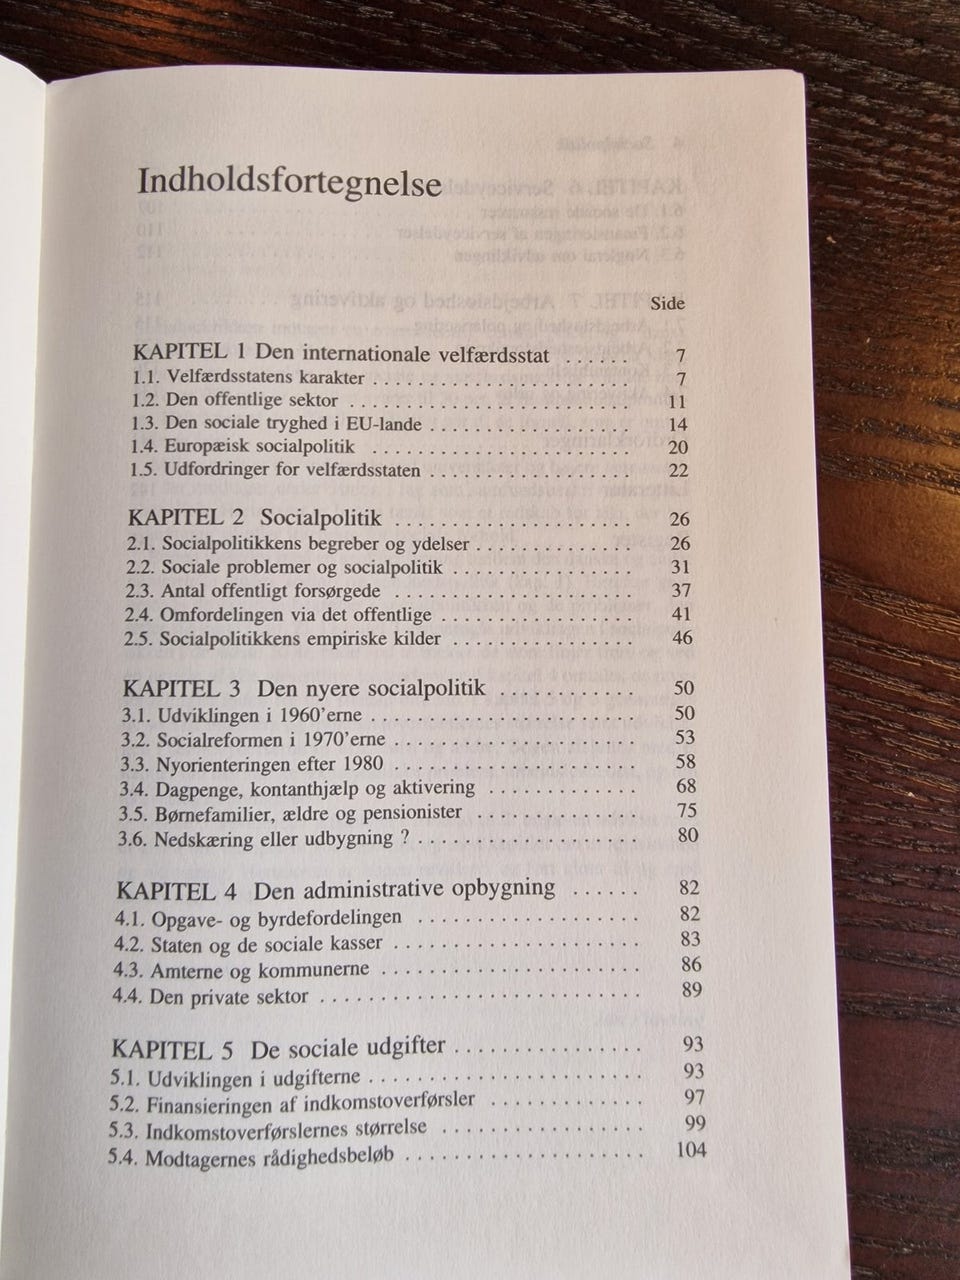 Indholdsfortegnelse
Side
KAPITEL 1 Den internationale velfærdsstat ...... 7
1.1. Velfærdsstatens karakter ........................ 7
1.2. Den offentlige sektor .......................... 11
1.3. Den sociale tryghed i EU-lande .................. 14
1.4. Europæisk socialpolitik ........................ 20
1.5. Udfordringer for velfærdsstaten .................. 22
KAPITEL 2 Socialpolitik .................... 26
2.1. Socialpolitikkens begreber og ydelser .............. 26
2.2. Sociale problemer og socialpolitik ................ 31
2.3. Antal offentligt forsørgede ...................... 37
2.4. Omfordelingen via det offentlige .................. 41
2.5. Socialpolitikkens empiriske kilder ................ 46
KAPITEL 3 Den nyere socialpolitik ............ 50
3.1. Udviklingen i 1960'erne ........................ 50
3.2. Socialreformen i 1970'erne ...................... 53
3.3. Nyorienteringen efter 1980 ...................... 58
3.4. Dagpenge, kontanthjælp og aktivering ............. 68
3.5. Børnefamilier, ældre og pensionister .............. 75
3.6. Nedskæring eller udbygning ? .................... 80
KAPITEL 4 Den administrative opbygning ...... 82
4.1. Opgave- og byrdefordelingen .................... 82
4.2. Staten og de sociale kasser ...................... 83
4.3. Amterne og kommunerne ........................ 86
4.4. Den private sektor ............................ 89
KAPITEL 5 De sociale udgifter ................ 93
5.1. Udviklingen i udgifterne ........................ 93
5.2. Finansieringen af indkomstoverførsler ............. 97
5.3. Indkomstoverførslernes størrelse .................. 99
5.4. Modtagernes rådighedsbeløb ..................... 104